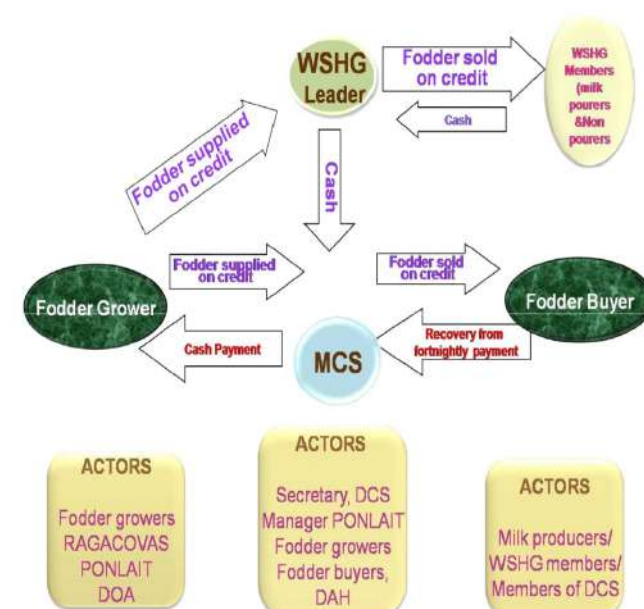 WSHG
Leader
Fodder sold
on credit
WSHG
Members
(milk
pourers
&Non
pourers
Cash
Fodder supplied
on credit
Cash
Fodder supplied
on credit
Fodder sold
on credit
Fodder Grower
Fodder Buyer
Cash Payment
MCS
Recovery from
fortnightly payment
ACTORS
Fodder growers
RAGACOVAS
PONLAIT
DOA
ACTORS
Secretary, DCS
Manager PONLAIT
Fodder growers
Fodder buyers,
DAH
ACTORS
Milk producers/
WSHG members/
Members of DCS